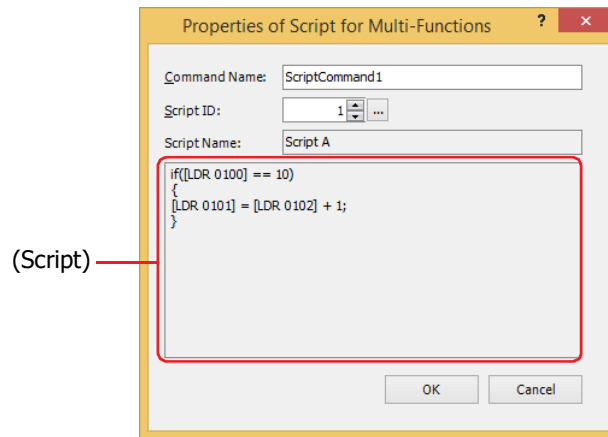 Properties of Script for Multi-Functions ? ×
Command Name: ScriptCommand1
Script ID: 1 ...
Script Name: Script A
if([LDR 0100] == 10)
{
[LDR 0101] = [LDR 0102] + 1;
}
(Script)
OK Cancel